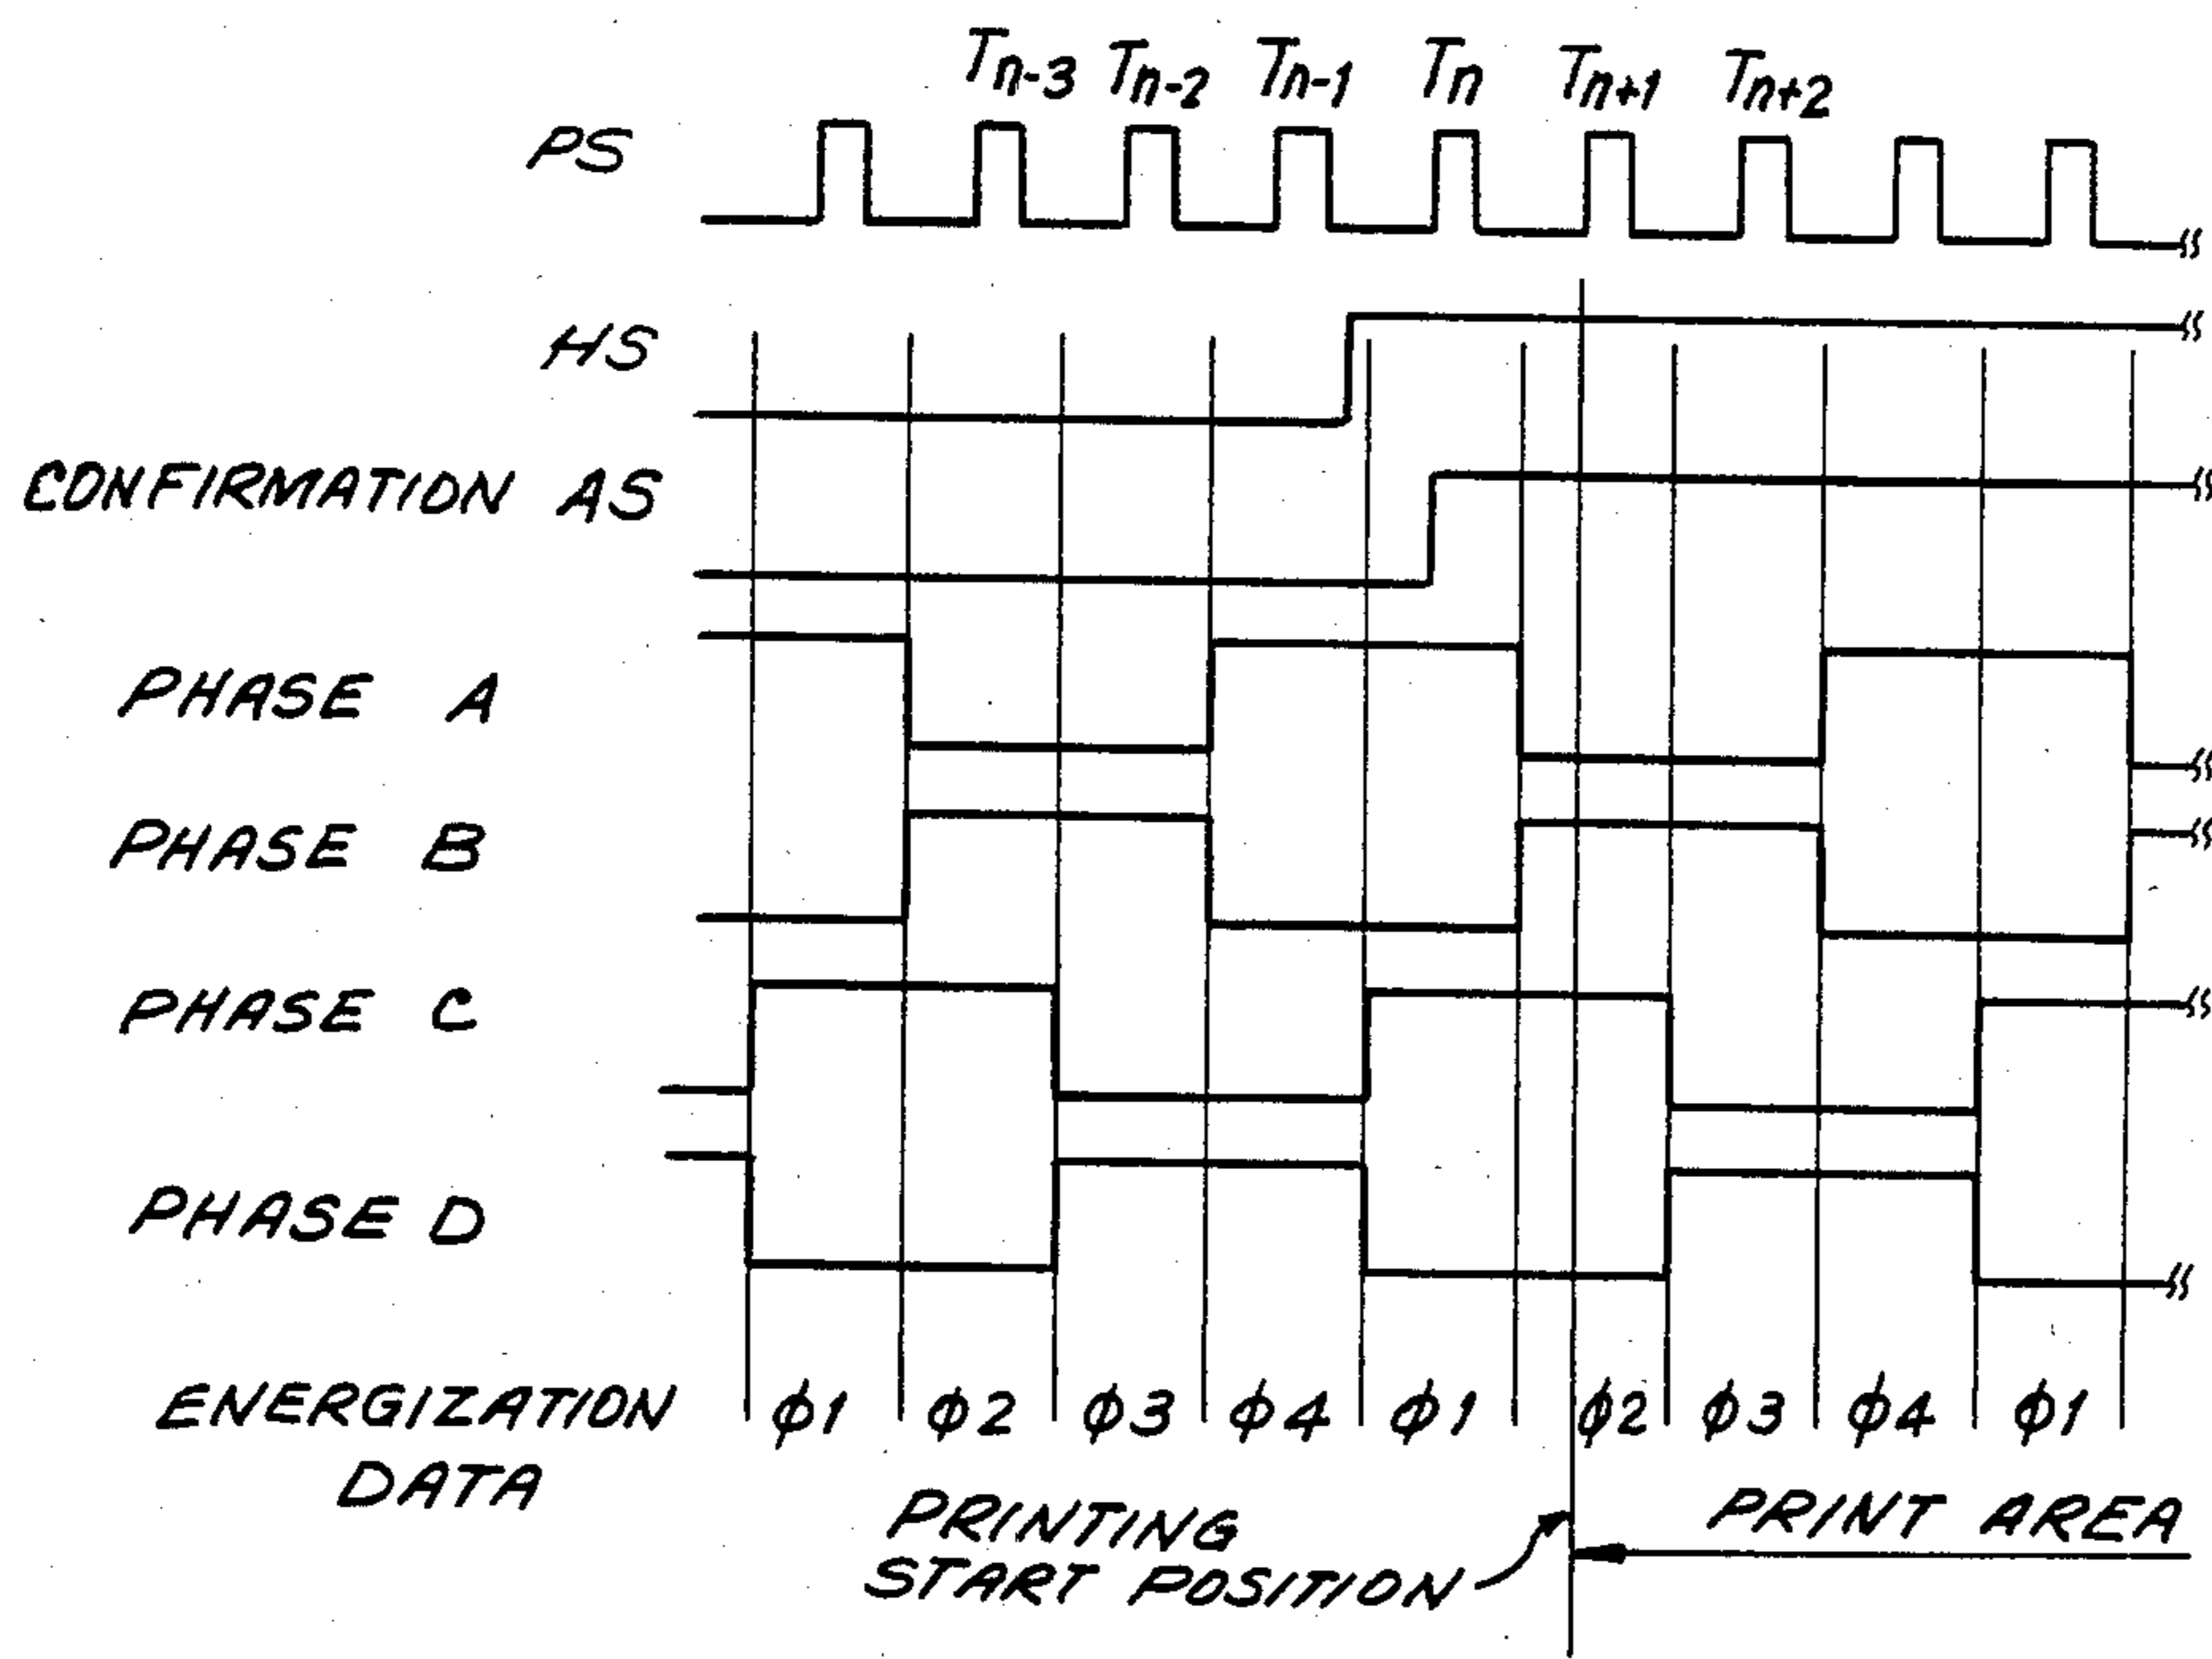 Tn-3 Tn-2 Tn-1 Tn Tn+1 Tn+2
PS
HS
CONFIRMATION AS
PHASE A
PHASE B
PHASE C
PHASE D
ENERGIZATION DATA
ϕ1 ϕ2 ϕ3 ϕ4 ϕ1 ϕ2 ϕ3 ϕ4 ϕ1
PRINTING
START POSITION
PRINT AREA